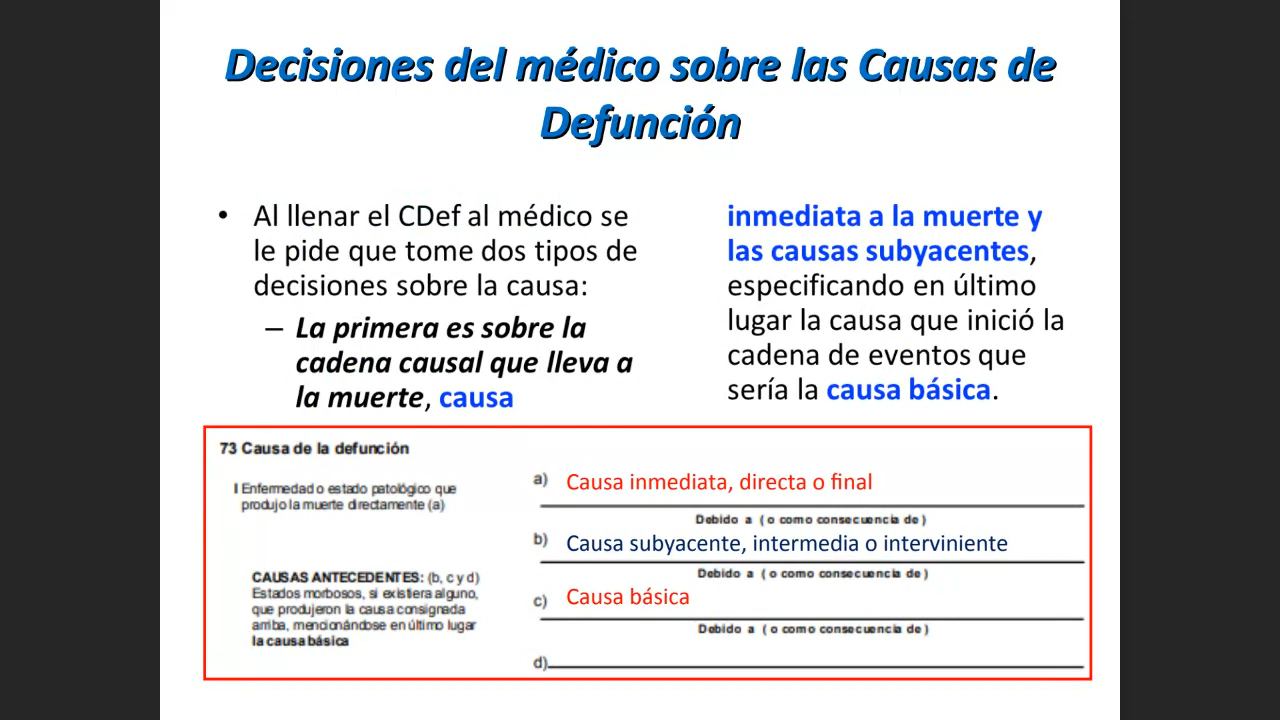 Decisiones del médico sobre las Causas de
Defunción
• Al llenar el CDef al médico se
le pide que tome dos tipos de
decisiones sobre la causa:
– La primera es sobre la
cadena causal que lleva a
la muerte, causa
inmediata a la muerte y
las causas subyacentes,
especificando en último
lugar la causa que inició la
cadena de eventos que
sería la causa básica.
73 Causa de la defunción
I Enfermedad o estado patológico que
produjo la muerte directamente (a)
a) Causa inmediata, directa o final
Debido a ( o como consecuencia de )
b) Causa subyacente, intermedia o interviniente
Debido a ( o como consecuencia de )
CAUSAS ANTECEDENTES: (b, c y d)
Estados morbosos, si existiera alguno,
que produjeron la causa consignada
arriba, mencionándose en último lugar
la causa básica
c) Causa básica
Debido a ( o como consecuencia de )
d)